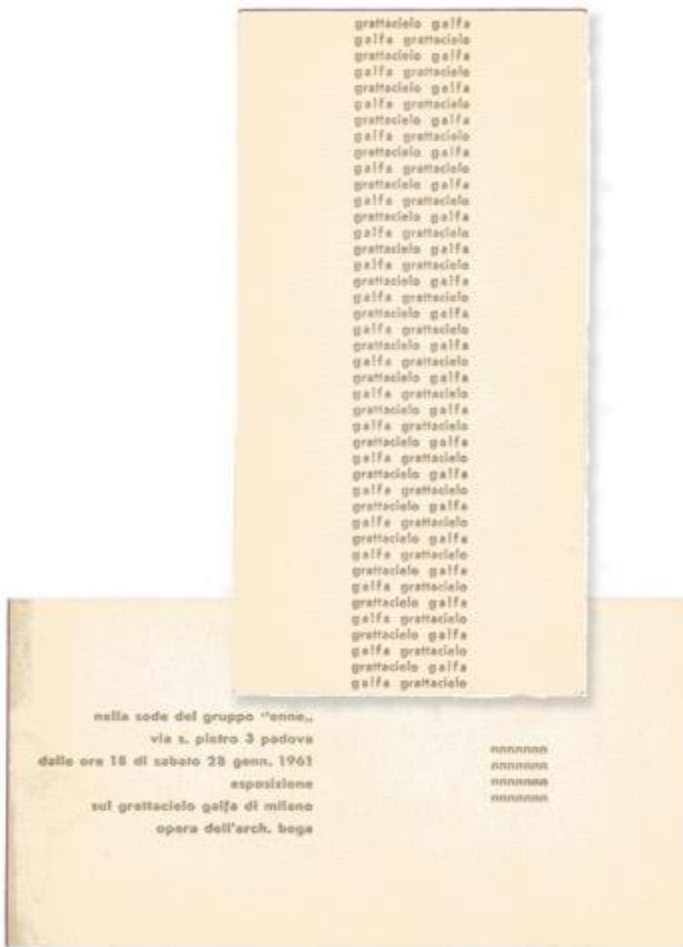 grattacielo galfa
galfa grattacielo
grattacielo galfa
galfa grattacielo
grattacielo galfa
galfa grattacielo
grattacielo galfa
galfa grattacielo
grattacielo galfa
galfa grattacielo
grattacielo galfa
galfa grattacielo
grattacielo galfa
galfa grattacielo
grattacielo galfa
galfa grattacielo
grattacielo galfa
galfa grattacielo
grattacielo galfa
galfa grattacielo
grattacielo galfa
galfa grattacielo
grattacielo galfa
galfa grattacielo
grattacielo galfa
galfa grattacielo
grattacielo galfa
galfa grattacielo
grattacielo galfa
galfa grattacielo
grattacielo galfa
galfa grattacielo
grattacielo galfa
galfa grattacielo
grattacielo galfa
galfa grattacielo
grattacielo galfa
galfa grattacielo
grattacielo galfa
galfa grattacielo
grattacielo galfa
galfa grattacielo
nella sede del gruppo “enne„
via s. pietro 3 padova
dalle ore 18 di sabato 28 genn. 1961
esposizione
sul grattacielo galfa di milano
opera dell'arch. boga
nnnnnnn
nnnnnnn
nnnnnnn
nnnnnnn